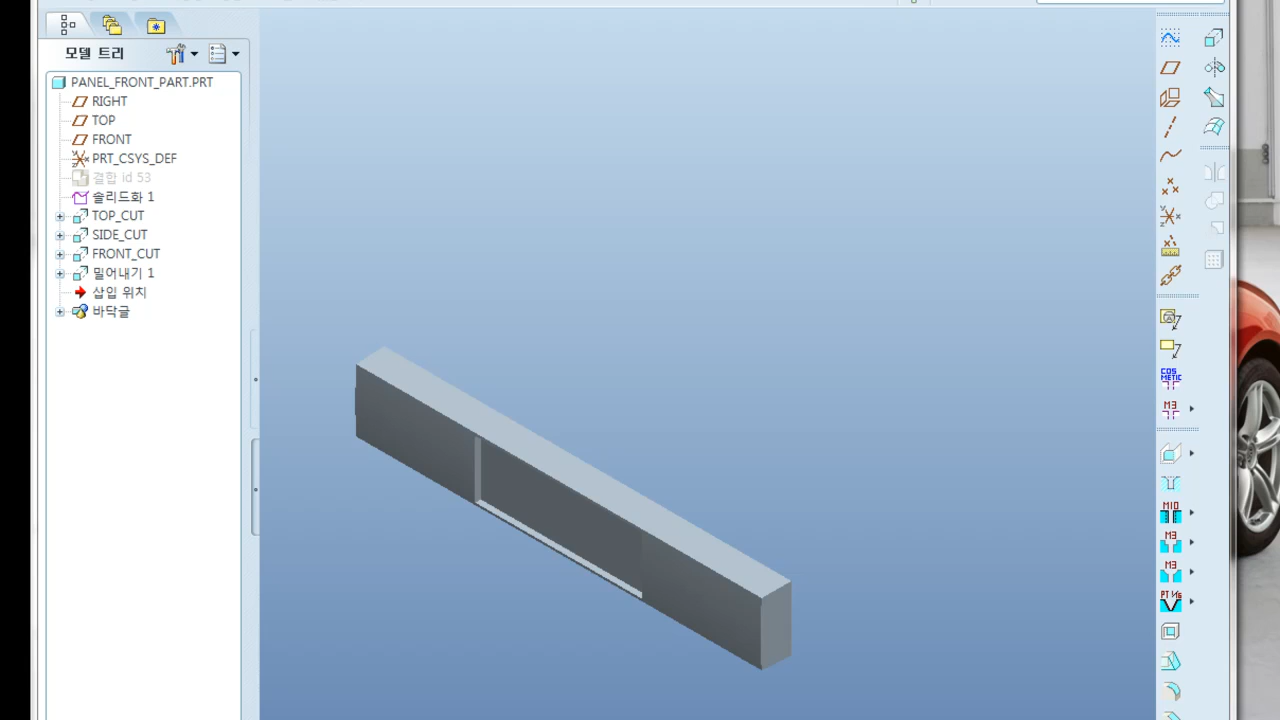 모델 트리
PANEL_FRONT_PART.PRT
RIGHT
TOP
FRONT
PRT_CSYS_DEF
결합 id 53
솔리드화 1
TOP_CUT
SIDE_CUT
FRONT_CUT
밀어내기 1
삽입 위치
바닥글
COS
METIC
M3
M10
M3
M3
PT 1/16